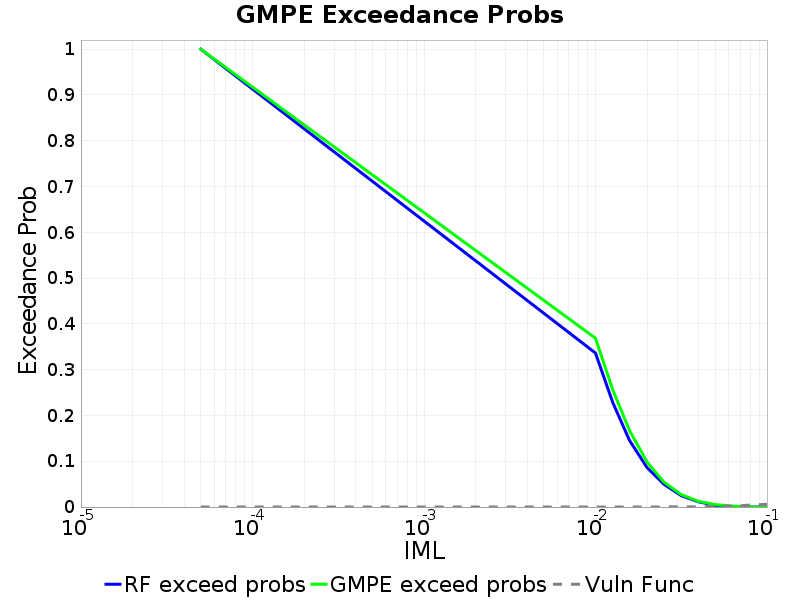 GMPE Exceedance Probs
Exceedance Prob
1
0.9
0.8
0.7
0.6
0.5
0.4
0.3
0.2
0.1
0
10^-5 10^-4 10^-3 10^-2 10^-1
IML
RF exceed probs GMPE exceed probs Vuln Func